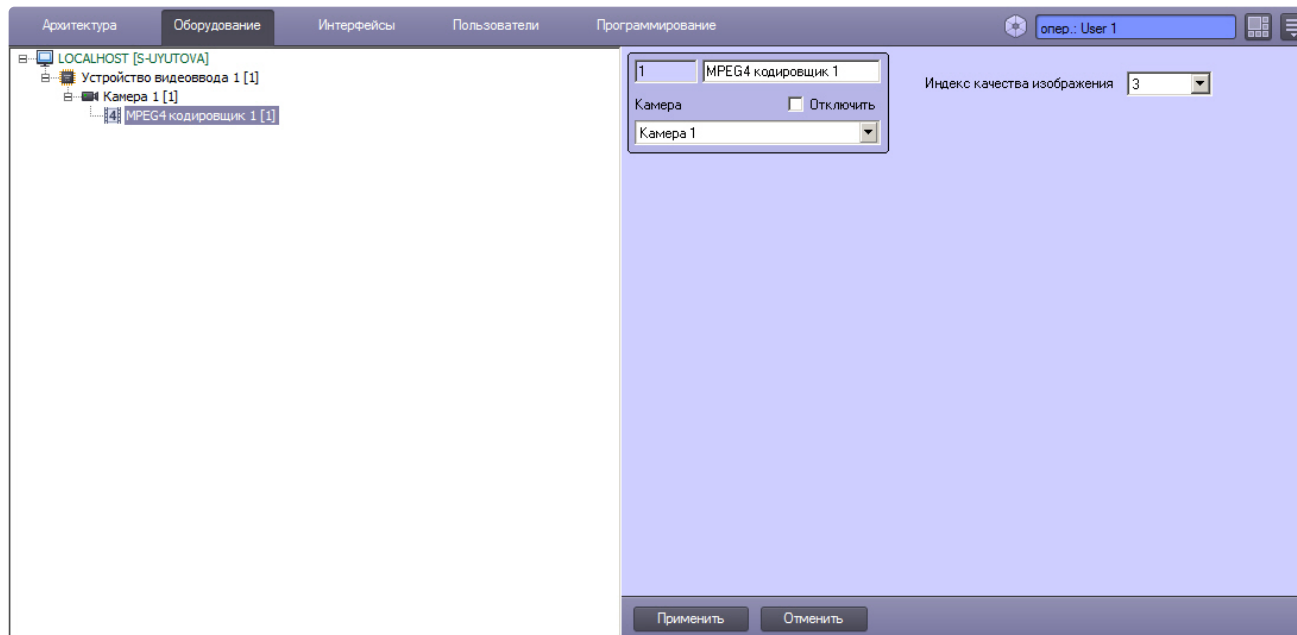 Архитектура Оборудование Интерфейсы Пользователи Программирование опер.: User 1
LOCALHOST [S-UYUTOVA]
Устройство видеоввода 1 [1]
Камера 1 [1]
4 MPEG4 кодировщик 1 [1]
1 MPEG4 кодировщик 1
Камера Отключить
Камера 1
Индекс качества изображения 3
Применить Отменить